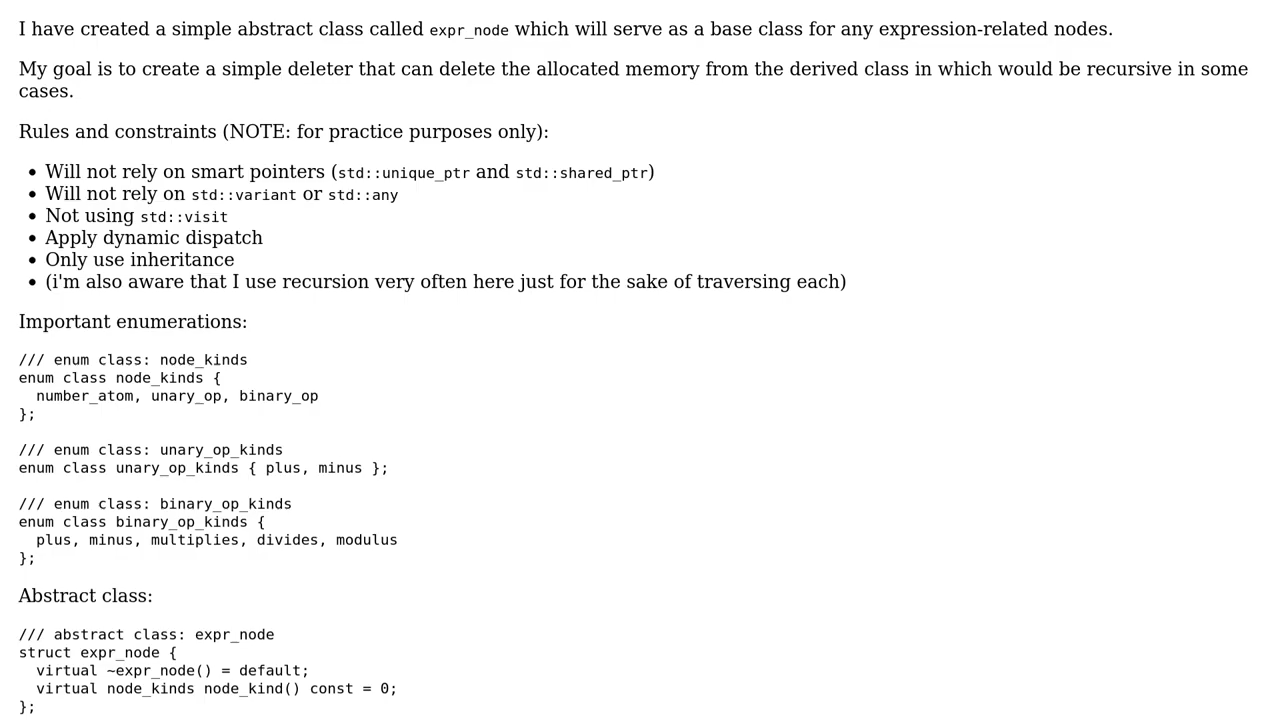 I have created a simple abstract class called expr_node which will serve as a base class for any expression-related nodes.
My goal is to create a simple deleter that can delete the allocated memory from the derived class in which would be recursive in some
cases.
Rules and constraints (NOTE: for practice purposes only):
• Will not rely on smart pointers (std::unique_ptr and std::shared_ptr)
• Will not rely on std::variant or std::any
• Not using std::visit
• Apply dynamic dispatch
• Only use inheritance
• (i'm also aware that I use recursion very often here just for the sake of traversing each)
Important enumerations:
/// enum class: node_kinds
enum class node_kinds {
  number_atom, unary_op, binary_op
};
/// enum class: unary_op_kinds
enum class unary_op_kinds { plus, minus };
/// enum class: binary_op_kinds
enum class binary_op_kinds {
  plus, minus, multiplies, divides, modulus
};
Abstract class:
/// abstract class: expr_node
struct expr_node {
  virtual ~expr_node() = default;
  virtual node_kinds node_kind() const = 0;
};